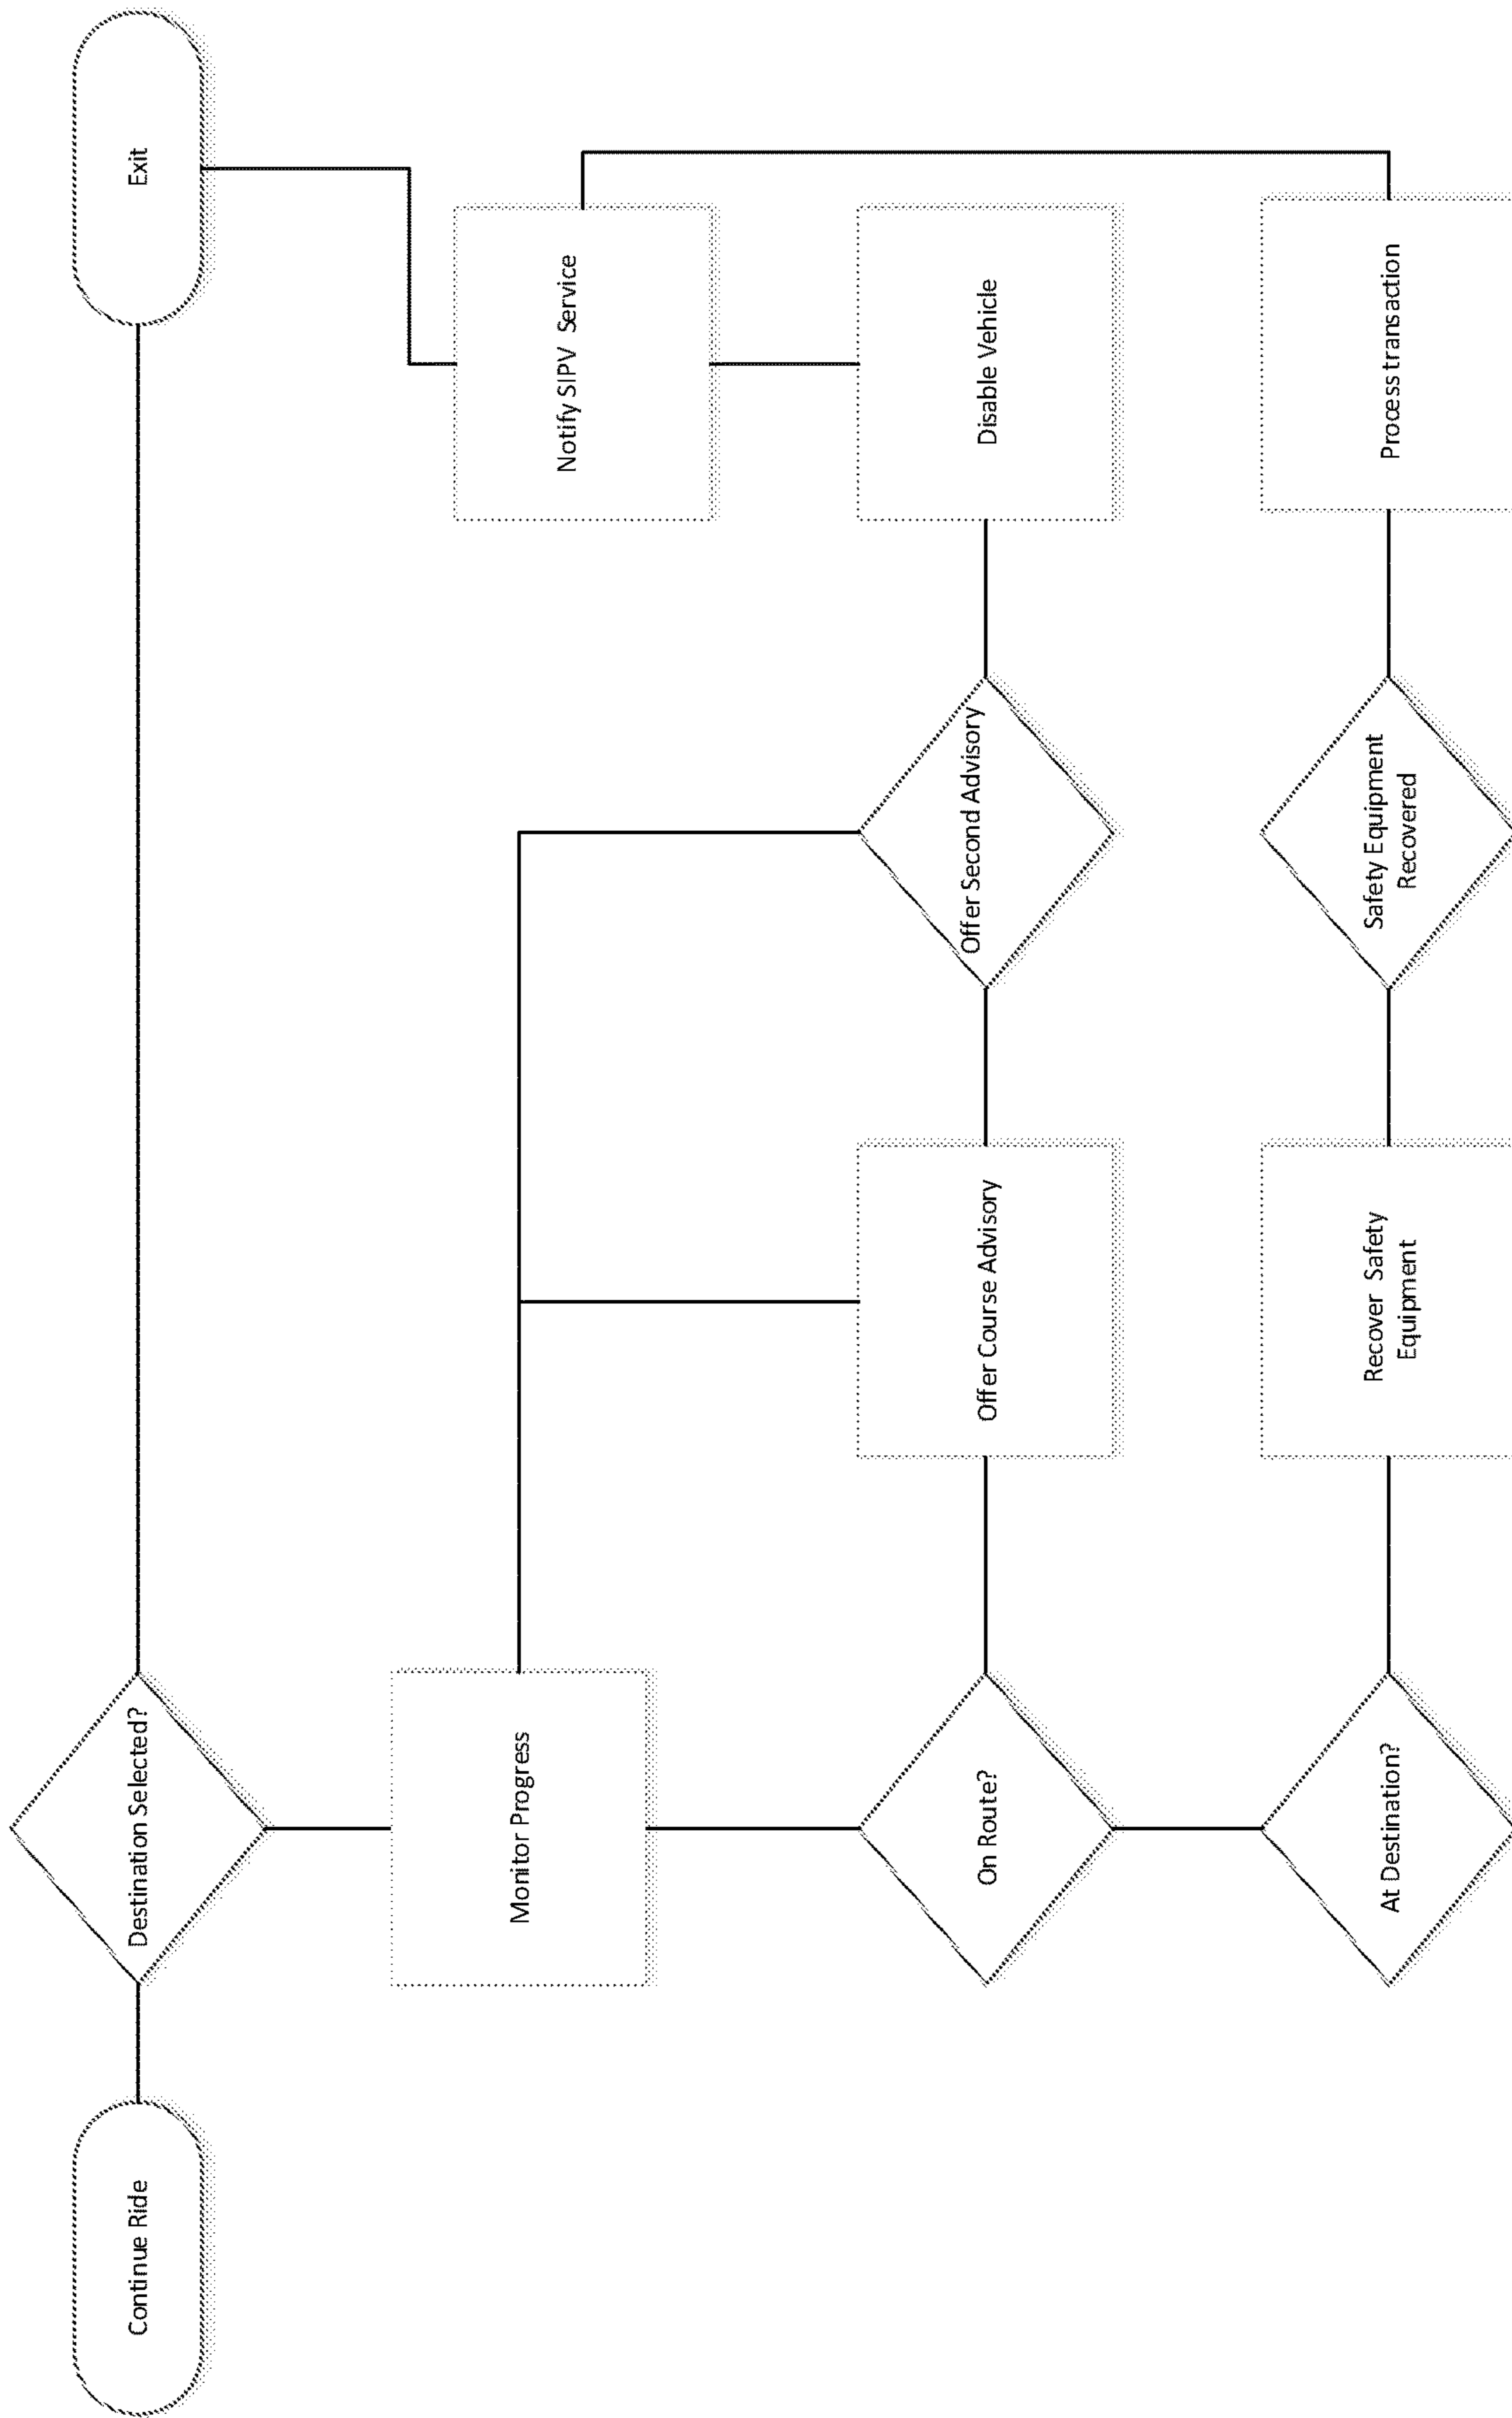 Continue Ride
Destination Selected?
Exit
Monitor Progress
Notify SIPV Service
On Route?
Offer Course Advisory
Offer Second Advisory
Disable Vehicle
At Destination?
Recover Safety
Equipment
Safety Equipment
Recovered
Process transaction